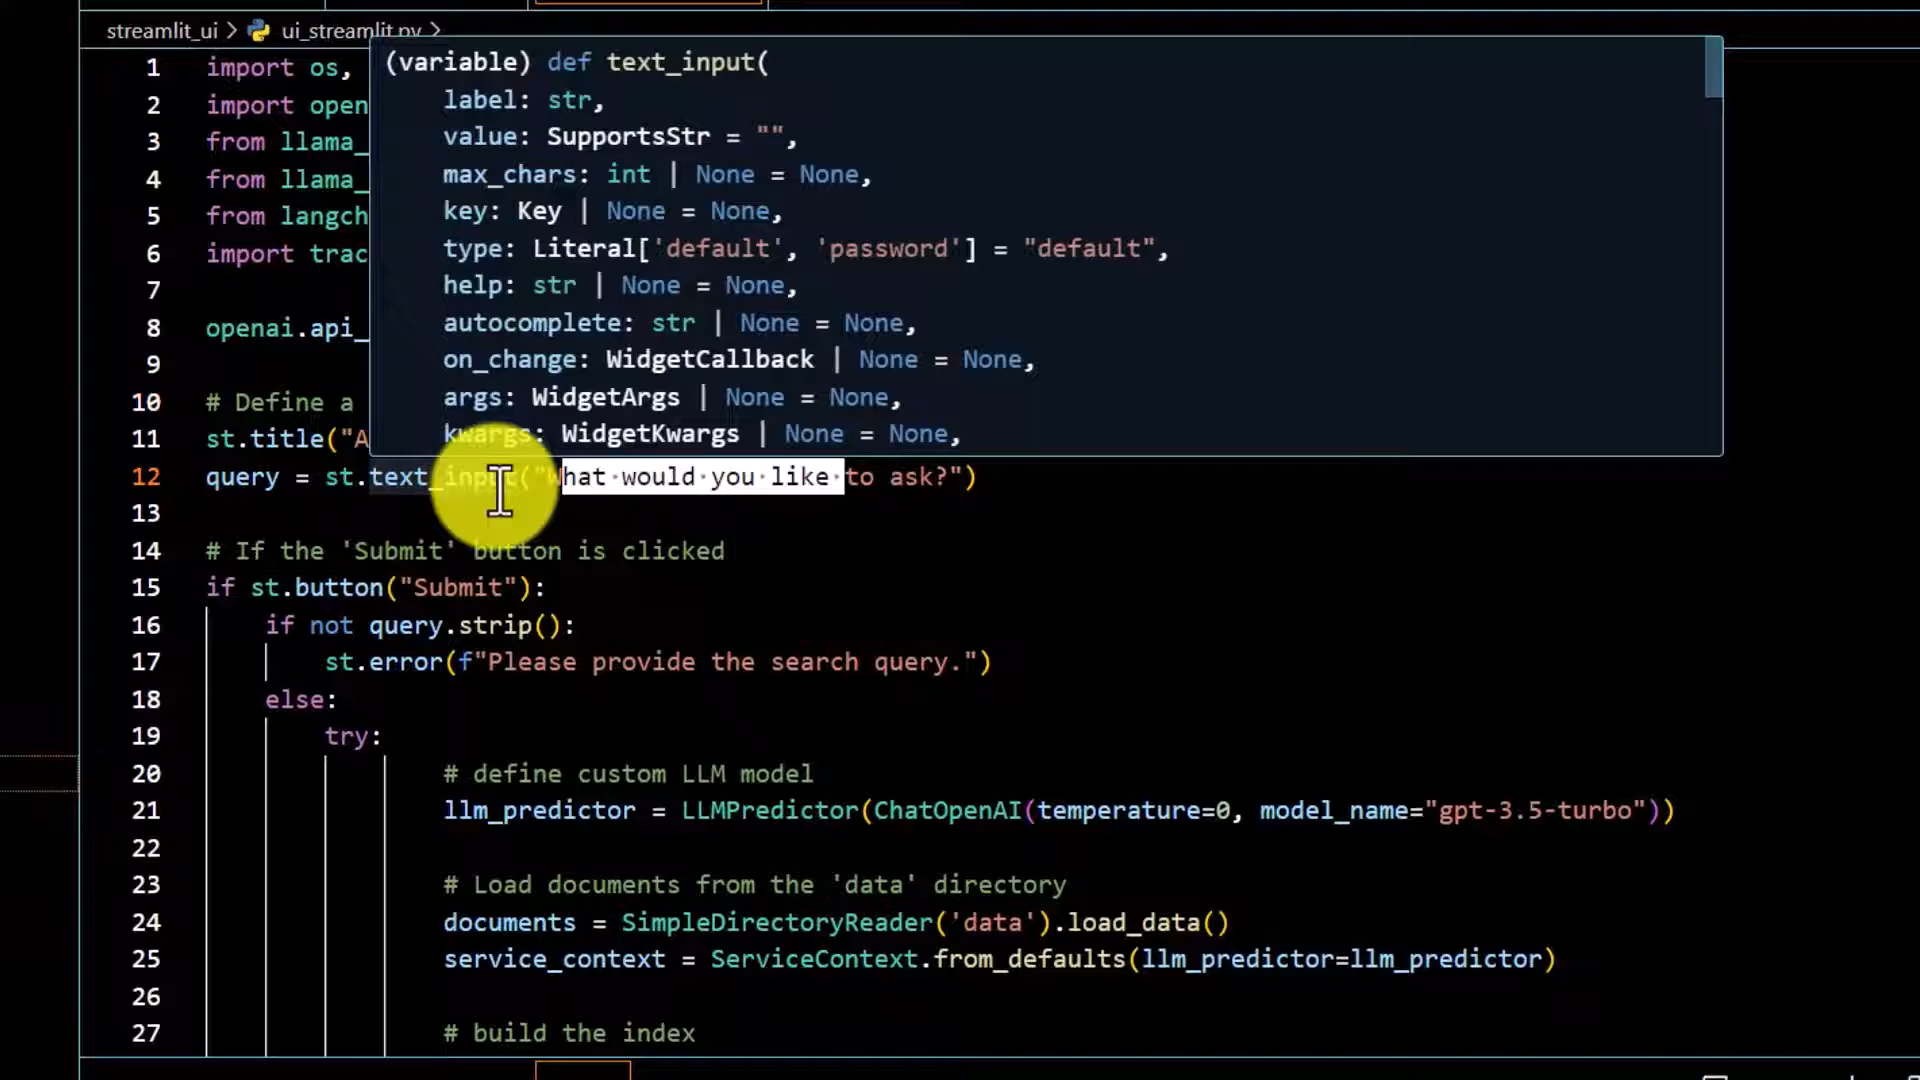 streamlit_ui > ui_streamlit.py >
(variable) def text_input(
label: str,
value: SupportsStr = "",
max_chars: int | None = None,
key: Key | None = None,
type: Literal['default', 'password'] = "default",
help: str | None = None,
autocomplete: str | None = None,
on_change: WidgetCallback | None = None,
args: WidgetArgs | None = None,
kwargs: WidgetKwargs | None = None,
1 import os,
2 import open
3 from llama_
4 from llama_
5 from langch
6 import trac
7
8 openai.api_
9
10 # Define a
11 st.title("A
12 query = st.text_input("What·would·you·like·to ask?")
13
14 # If the 'Submit' button is clicked
15 if st.button("Submit"):
16 if not query.strip():
17 st.error(f"Please provide the search query.")
18 else:
19 try:
20 # define custom LLM model
21 llm_predictor = LLMPredictor(ChatOpenAI(temperature=0, model_name="gpt-3.5-turbo"))
22
23 # Load documents from the 'data' directory
24 documents = SimpleDirectoryReader('data').load_data()
25 service_context = ServiceContext.from_defaults(llm_predictor=llm_predictor)
26
27 # build the index